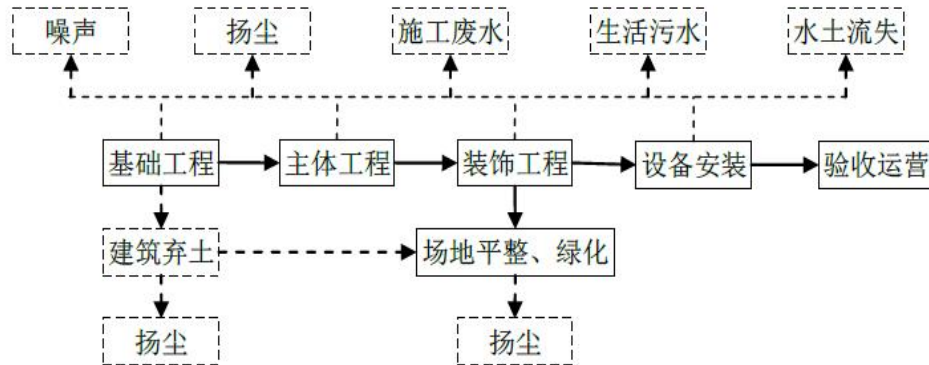 噪声
扬尘
施工废水
生活污水
水土流失
基础工程
主体工程
装饰工程
设备安装
验收运营
建筑弃土
场地平整、绿化
扬尘
扬尘